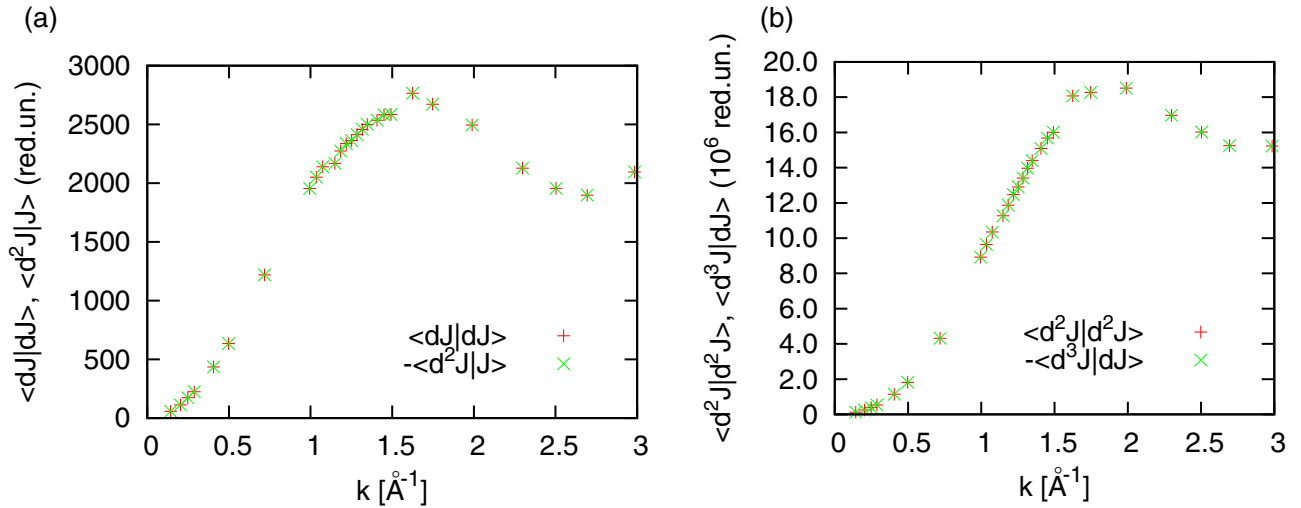 (a)
<dJ|dJ>, <d²J|J> (red.un.)
3000
2500
2000
1500
1000
500
0
<dJ|dJ>
-<d²J|J>
0 0.5 1 1.5 2 2.5 3
k [Å⁻¹]
(b)
<d²J|d²J>, <d³J|dJ> (10⁶ red.un.)
20.0
18.0
16.0
14.0
12.0
10.0
8.0
6.0
4.0
2.0
0
<d²J|d²J>
-<d³J|dJ>
0 0.5 1 1.5 2 2.5 3
k [Å⁻¹]